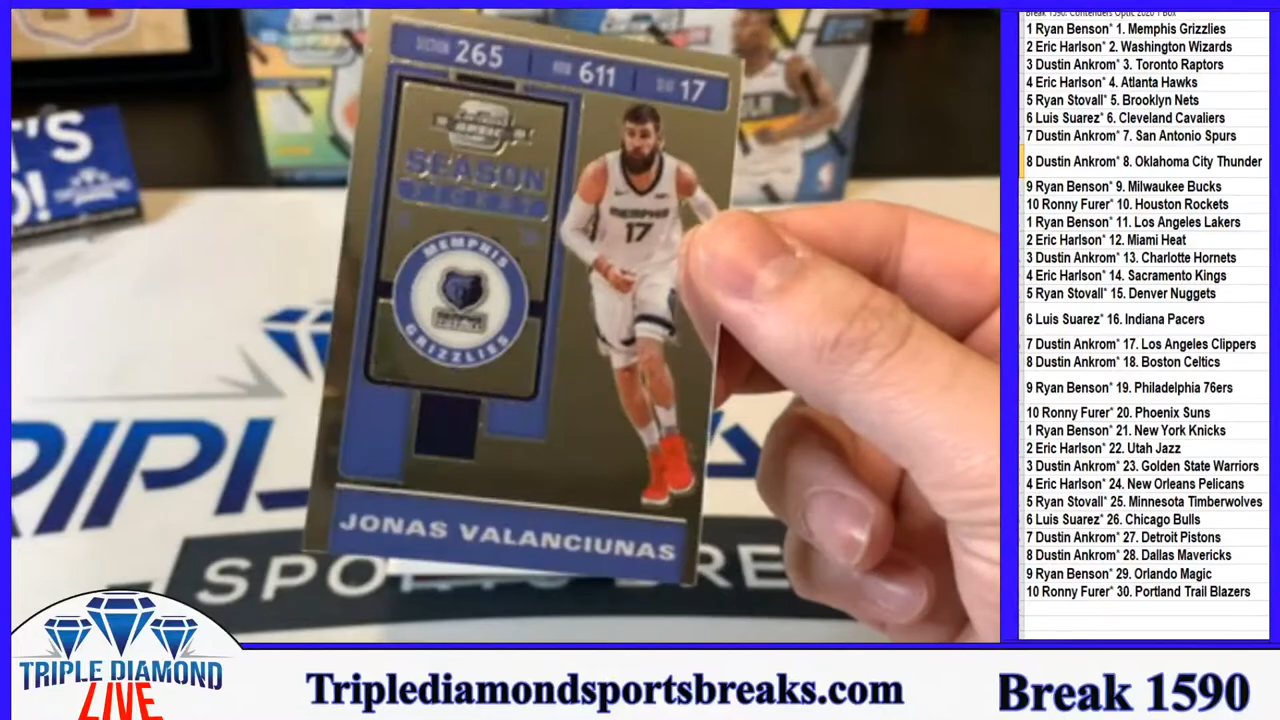 'S
O!
265
611
17
SEASON
MEMPHIS
GRIZZLIES
MEMPHIS
17
JONAS VALANCIUNAS
TRIPL
SPORTS BRE
Break 1590: Contenders Optic 2020 1 Box
1 Ryan Benson* 1. Memphis Grizzlies
2 Eric Harlson* 2. Washington Wizards
3 Dustin Ankrom* 3. Toronto Raptors
4 Eric Harlson* 4. Atlanta Hawks
5 Ryan Stovall* 5. Brooklyn Nets
6 Luis Suarez* 6. Cleveland Cavaliers
7 Dustin Ankrom* 7. San Antonio Spurs
8 Dustin Ankrom* 8. Oklahoma City Thunder
9 Ryan Benson* 9. Milwaukee Bucks
10 Ronny Furer* 10. Houston Rockets
1 Ryan Benson* 11. Los Angeles Lakers
2 Eric Harlson* 12. Miami Heat
3 Dustin Ankrom* 13. Charlotte Hornets
4 Eric Harlson* 14. Sacramento Kings
5 Ryan Stovall* 15. Denver Nuggets
6 Luis Suarez* 16. Indiana Pacers
7 Dustin Ankrom* 17. Los Angeles Clippers
8 Dustin Ankrom* 18. Boston Celtics
9 Ryan Benson* 19. Philadelphia 76ers
10 Ronny Furer* 20. Phoenix Suns
1 Ryan Benson* 21. New York Knicks
2 Eric Harlson* 22. Utah Jazz
3 Dustin Ankrom* 23. Golden State Warriors
4 Eric Harlson* 24. New Orleans Pelicans
5 Ryan Stovall* 25. Minnesota Timberwolves
6 Luis Suarez* 26. Chicago Bulls
7 Dustin Ankrom* 27. Detroit Pistons
8 Dustin Ankrom* 28. Dallas Mavericks
9 Ryan Benson* 29. Orlando Magic
10 Ronny Furer* 30. Portland Trail Blazers
TRIPLE DIAMOND
LIVE
Triplediamondsportsbreaks.com
Break 1590